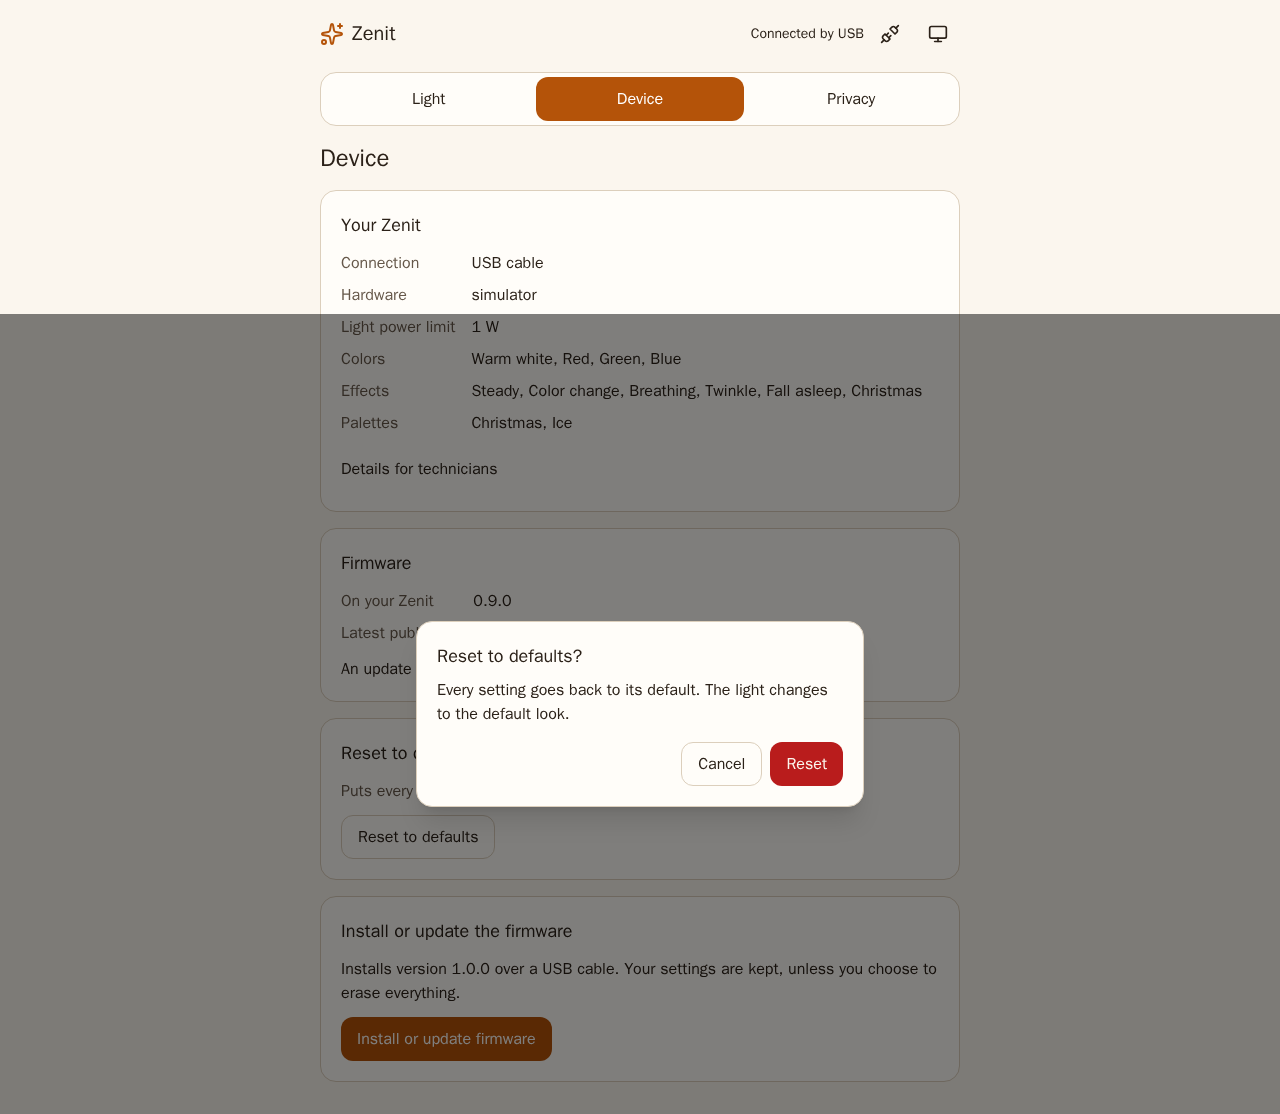 Zenit
Connected by USB
Light
Device
Privacy
Device
Your Zenit
Connection USB cable
Hardware simulator
Light power limit 1 W
Colors Warm white, Red, Green, Blue
Effects Steady, Color change, Breathing, Twinkle, Fall asleep, Christmas
Palettes Christmas, Ice
Details for technicians
Firmware
On your Zenit 0.9.0
Latest
An update
Reset to defaults?
Every setting goes back to its default. The light changes
to the default look.
Cancel
Reset
Reset to
Puts every
Reset to defaults
Install or update the firmware
Installs version 1.0.0 over a USB cable. Your settings are kept, unless you choose to
erase everything.
Install or update firmware